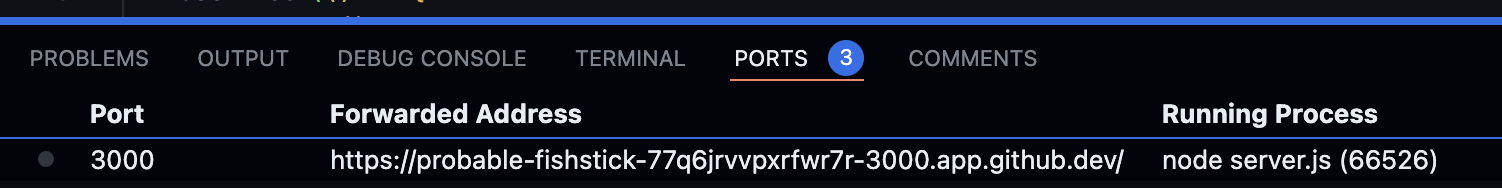 PROBLEMS OUTPUT DEBUG CONSOLE TERMINAL PORTS 3 COMMENTS
Port Forwarded Address Running Process
3000 https://probable-fishstick-77q6jrvvpxrfwr7r-3000.app.github.dev/ node server.js (66526)